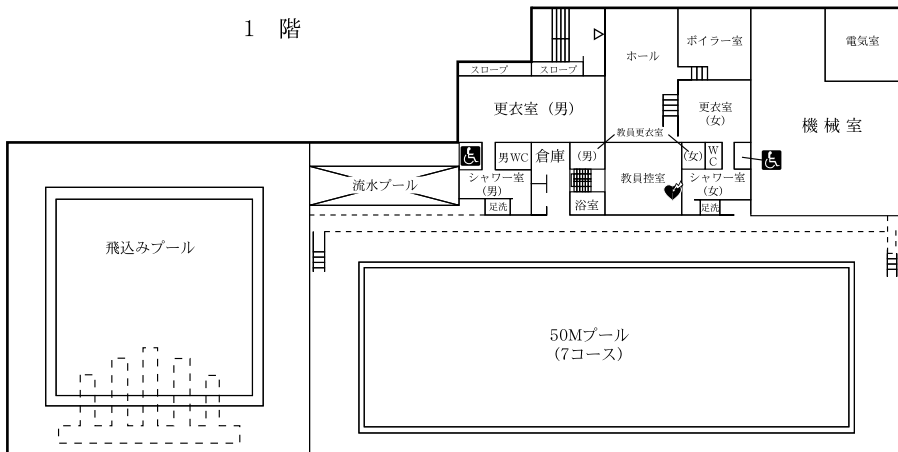 1 階
スロープ
スロープ
ホール
ボイラー室
電気室
更衣室（男）
更衣室
（女）
機械室
教員更衣室
男WC
倉庫
（男）
（女）
WC
流水プール
シャワー室
（男）
教員控室
シャワー室
（女）
足洗
浴室
足洗
飛込みプール
50Mプール
（7コース）